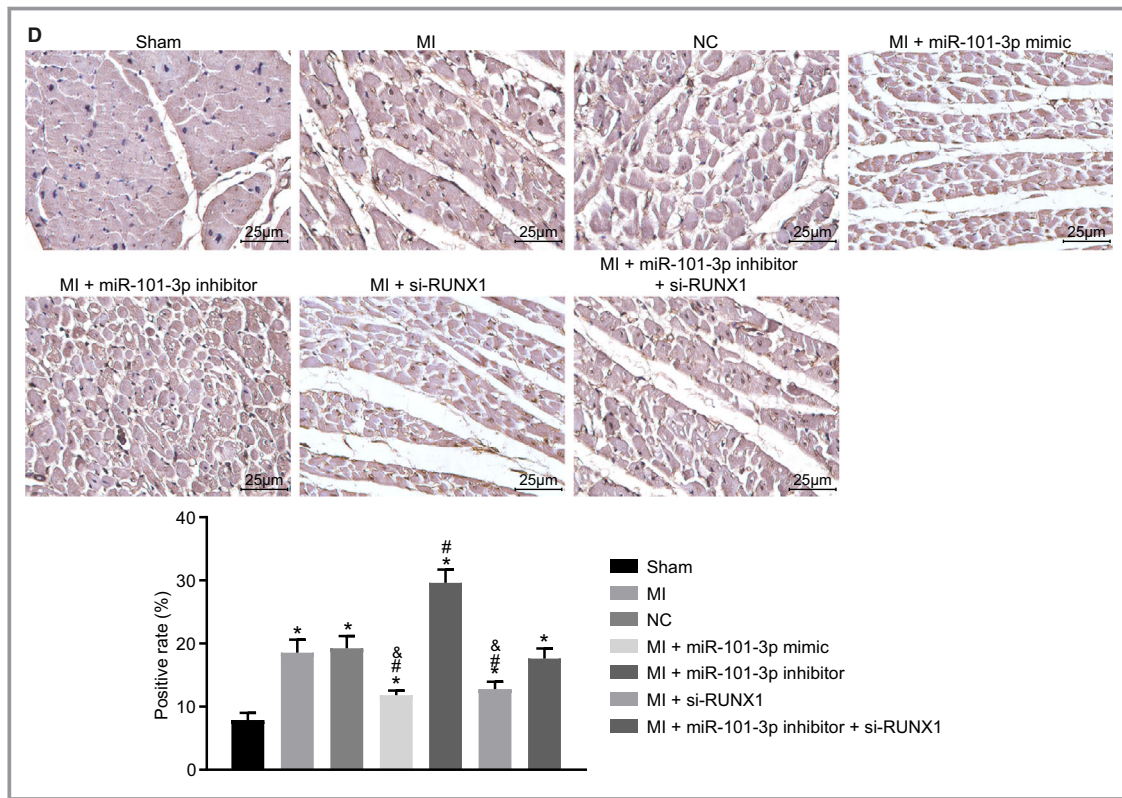 D
Sham
MI
NC
MI + miR-101-3p mimic
25μm
25μm
25μm
25μm
MI + miR-101-3p inhibitor
MI + si-RUNX1
MI + miR-101-3p inhibitor
+ si-RUNX1
25μm
25μm
25μm
Positive rate (%)
40
30
20
10
0
*
*
&
#
*
#
*
&
#
*
*
Sham
MI
NC
MI + miR-101-3p mimic
MI + miR-101-3p inhibitor
MI + si-RUNX1
MI + miR-101-3p inhibitor + si-RUNX1